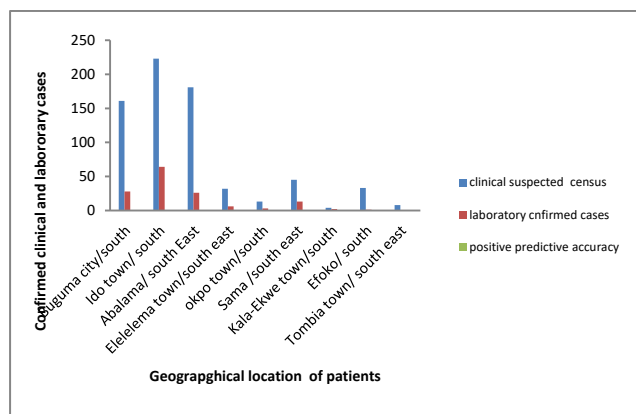 Confirmed clinical and labororary cases
250
200
150
100
50
0
Buguma city/south
Ido town/ south
Abalama/ south East
Elelelema town/south east
okpo town/south
Sama /south east
Kala-Ekwe town/south
Efoko/ south
Tombia town/ south east
Geograpghical location of patients
clinical suspected census
laboratory cnfirmed cases
positive predictive accuracy